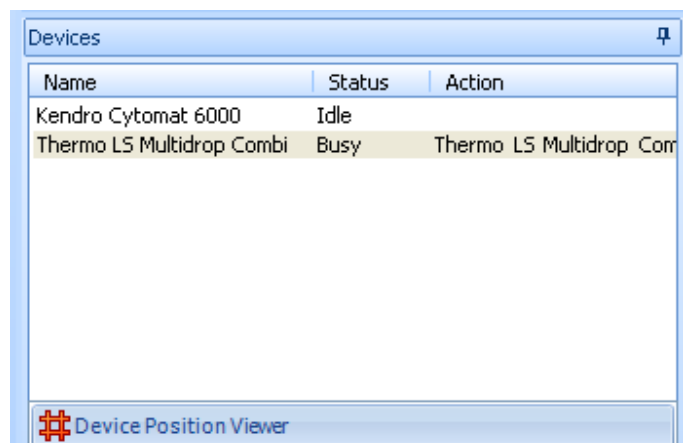 Devices
Name Status Action
Kendro Cytomat 6000 Idle
Thermo LS Multidrop Combi Busy Thermo LS Multidrop Com
Device Position Viewer